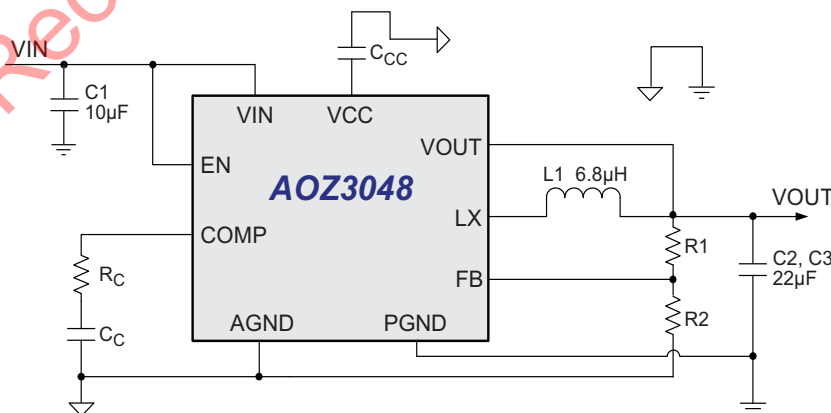 Rec
VIN
C1
10µF
CCC
VIN
VCC
EN
VOUT
AOZ3048
L1 6.8µH
LX
VOUT
COMP
R1
RC
FB
C2, C3
22µF
CC
AGND
PGND
R2